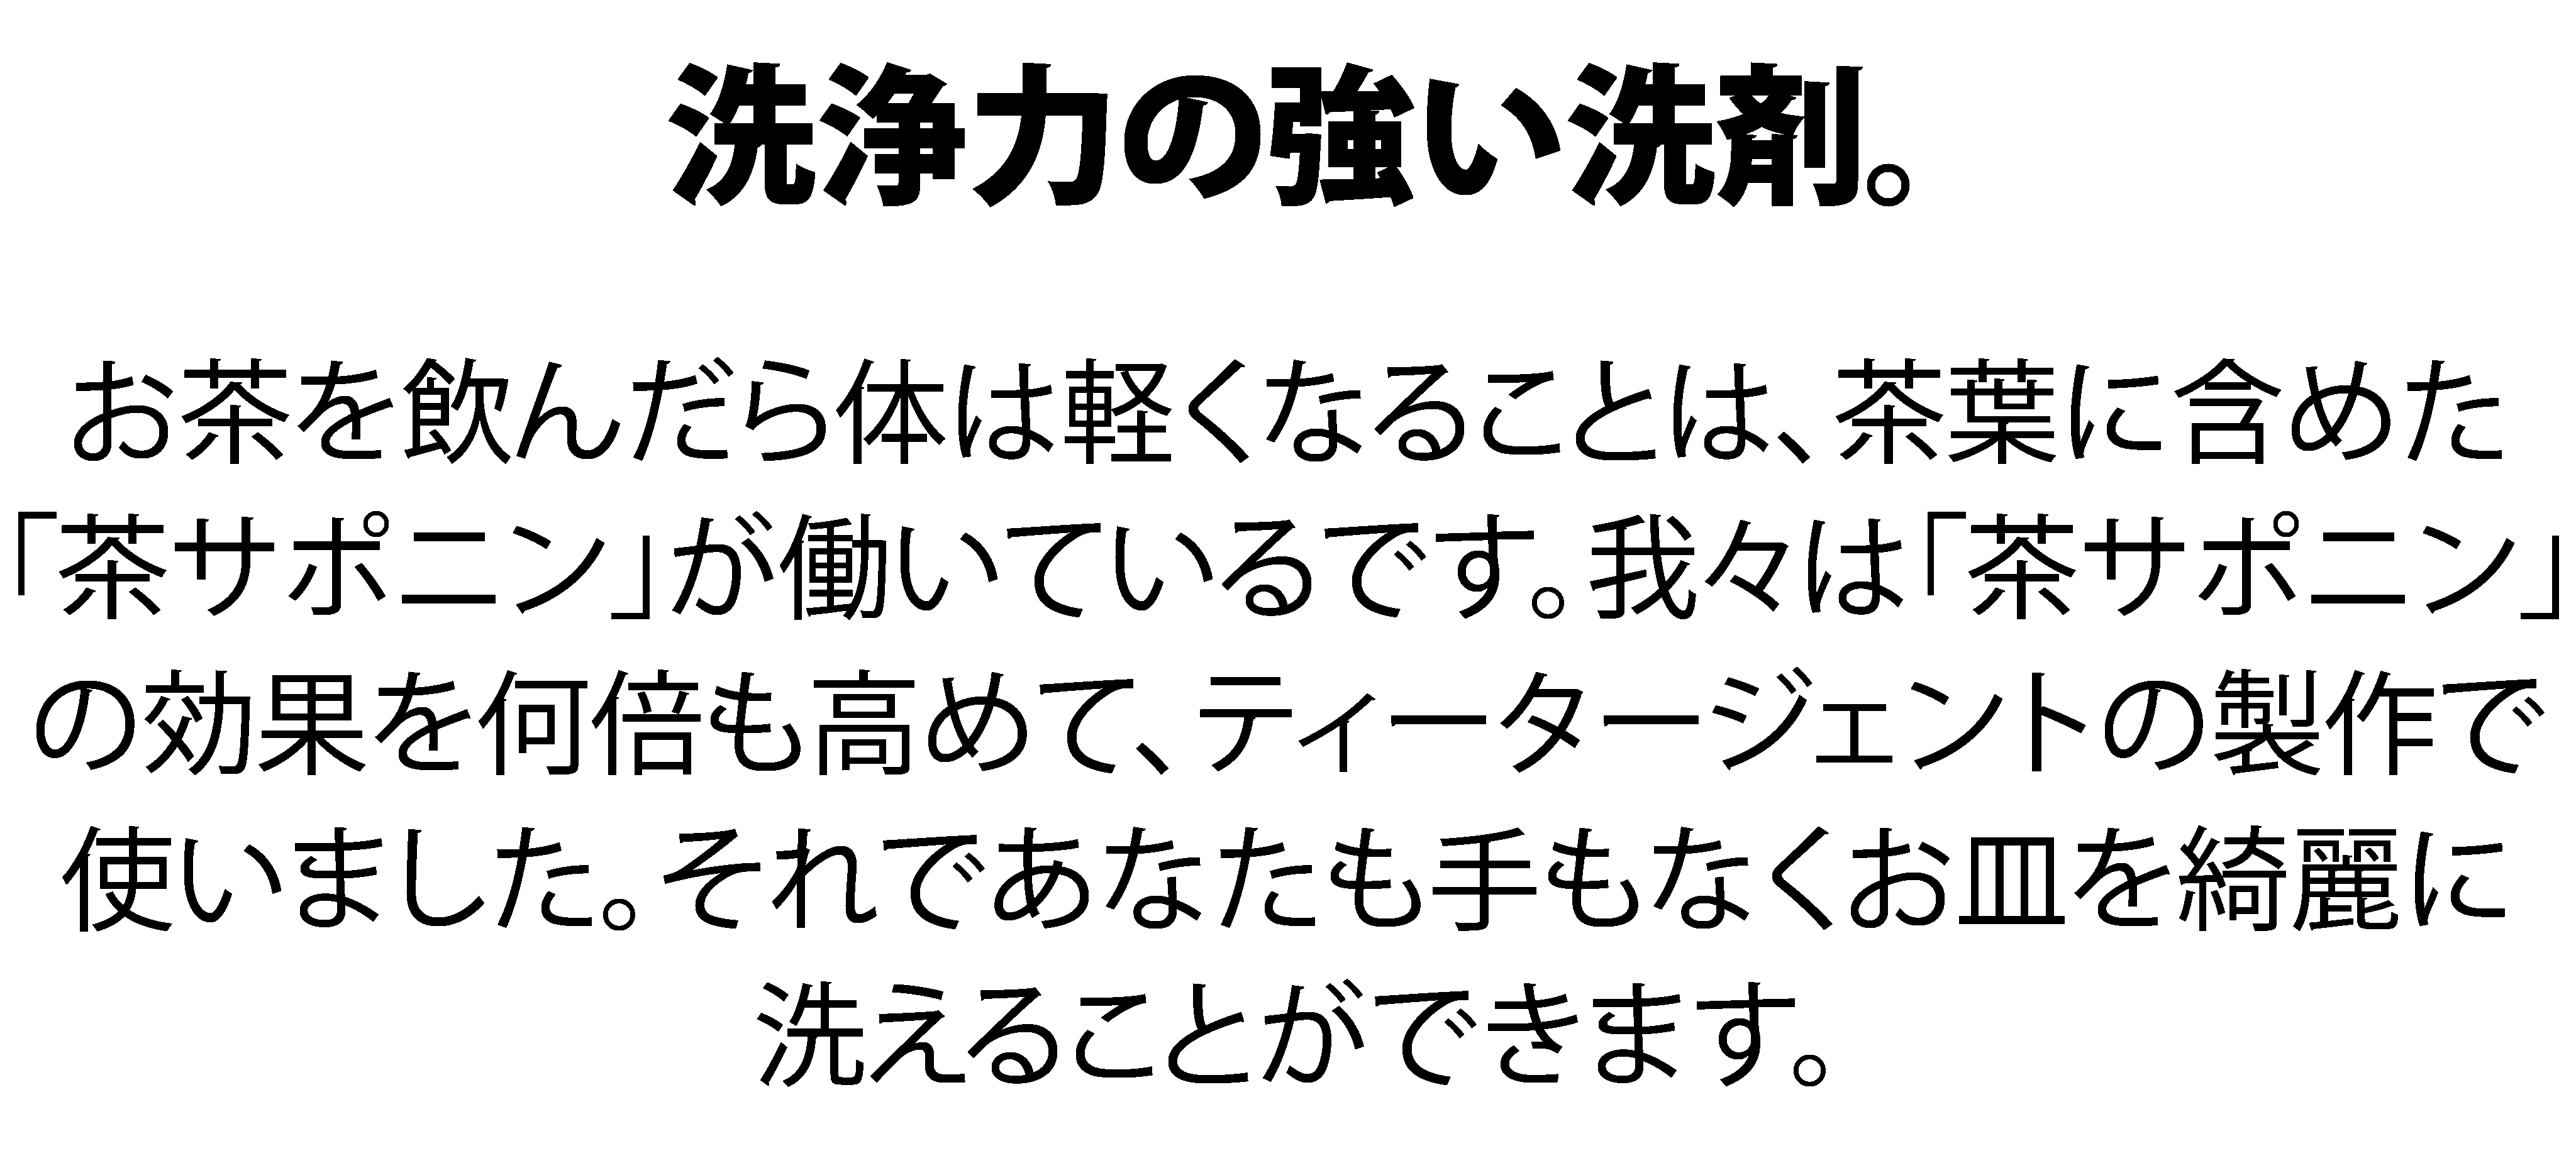 洗浄力の強い洗剤。
お茶を飲んだら体は軽くなることは、茶葉に含めた
「茶サポニン」が働いているです。我々は「茶サポニン」
の効果を何倍も高めて、ティータージェントの製作で
使いました。それであなたも手もなくお皿を綺麗に
洗えることができます。